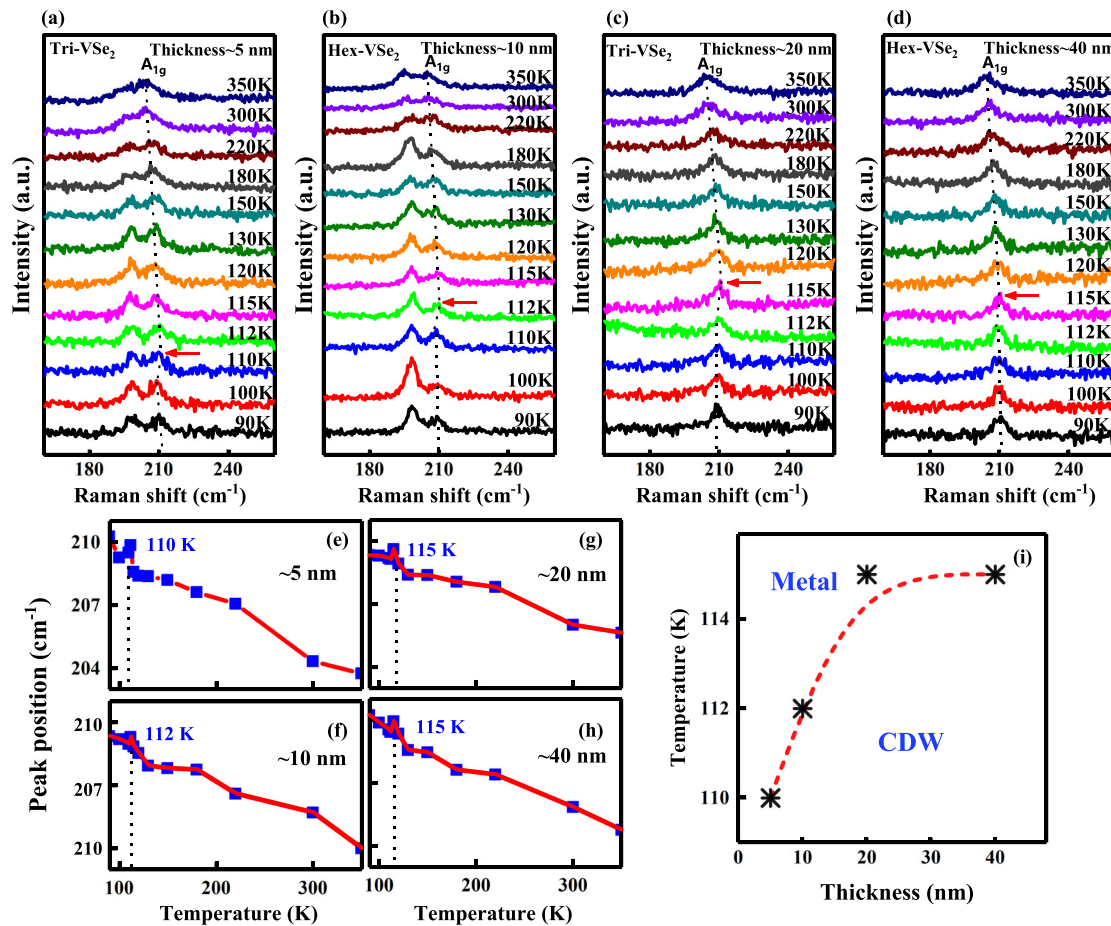 (a)
(b)
(c)
(d)
Tri-VSe2 Thickness~5 nm
A1g
350K
300K
220K
180K
150K
130K
120K
115K
112K
110K
100K
90K
Intensity (a.u.)
180 210 240
Raman shift (cm-1)
Hex-VSe2 Thickness~10 nm
A1g
350K
300K
220K
180K
150K
130K
120K
115K
112K
110K
100K
90K
Intensity (a.u.)
180 210 240
Raman shift (cm-1)
Tri-VSe2 Thickness~20 nm
A1g
350K
300K
220K
180K
150K
130K
120K
115K
112K
110K
100K
90K
Intensity (a.u.)
180 210 240
Raman shift (cm-1)
Hex-VSe2 Thickness~40 nm
A1g
350K
300K
220K
180K
150K
130K
120K
115K
112K
110K
100K
90K
Intensity (a.u.)
180 210 240
Raman shift (cm-1)
Peak position (cm-1)
210
207
204
110 K
(e)
~5 nm
115 K
(g)
~20 nm
210
207
210
112 K
(f)
~10 nm
115 K
(h)
~40 nm
100 200 300
Temperature (K)
100 200 300 400
Temperature (K)
(i)
Metal
CDW
Temperature (K)
114
112
110
0 10 20 30 40
Thickness (nm)